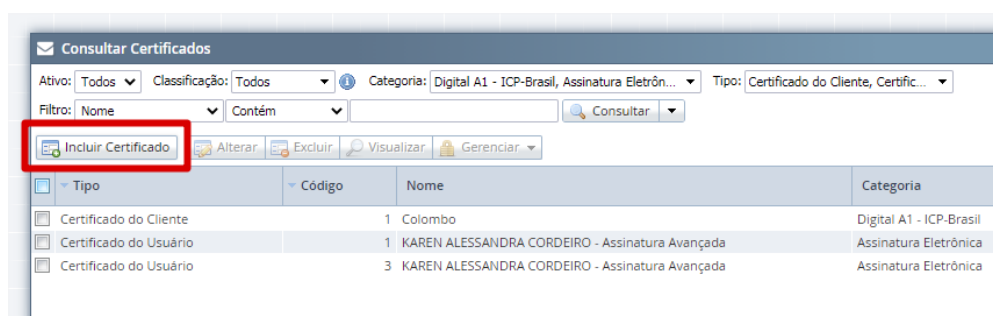 Consultar Certificados
Ativo: Todos Classificação: Todos Categoria: Digital A1 - ICP-Brasil, Assinatura Eletrôn... Tipo: Certificado do Cliente, Certific...
Filtro: Nome Contém Consultar
Incluir Certificado Alterar Excluir Visualizar Gerenciar
Tipo Código Nome Categoria
Certificado do Cliente 1 Colombo Digital A1 - ICP-Brasil
Certificado do Usuário 1 KAREN ALESSANDRA CORDEIRO - Assinatura Avançada Assinatura Eletrônica
Certificado do Usuário 3 KAREN ALESSANDRA CORDEIRO - Assinatura Avançada Assinatura Eletrônica